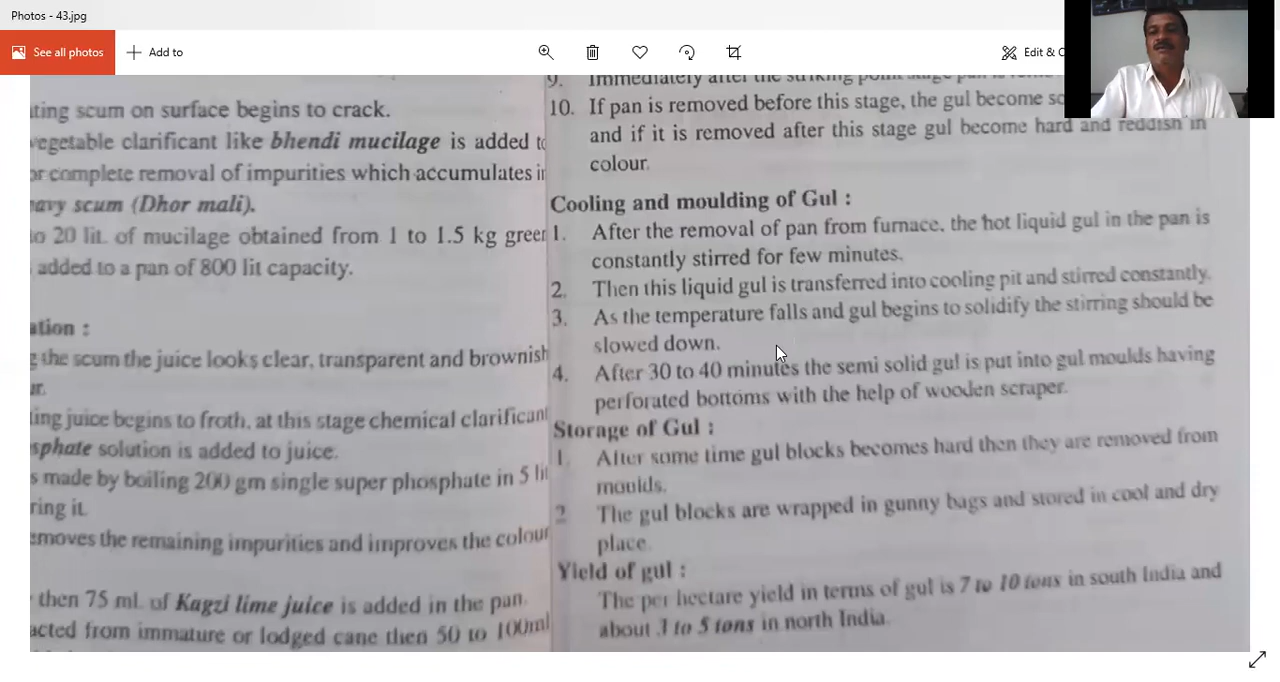 Photos - 43.jpg
See all photos
Add to
Edit & C
ating scum on surface begins to crack.
vegetable clarificant like bhendi mucilage is added to
or complete removal of impurities which accumulates in
eavy scum (Dhor mali).
to 20 lit. of mucilage obtained from 1 to 1.5 kg green
added to a pan of 800 lit capacity.
ation :
g the scum the juice looks clear, transparent and brownish
ur.
ing juice begins to froth, at this stage chemical clarificant
sphate solution is added to juice.
s made by boiling 200 gm single super phosphate in 5 lit
ring it.
emoves the remaining impurities and improves the colour
then 75 ml. of Kagzi lime juice is added in the pan.
acted from immature or lodged cane then 50 to 100ml
9. Immediately after the striking point stage pan is
10. If pan is removed before this stage, the gul become so
and if it is removed after this stage gul become hard and reddish in
colour.
Cooling and moulding of Gul :
1. After the removal of pan from furnace, the hot liquid gul in the pan is
constantly stirred for few minutes.
2. Then this liquid gul is transferred into cooling pit and stirred constantly.
3. As the temperature falls and gul begins to solidify the stirring should be
slowed down.
4. After 30 to 40 minutes the semi solid gul is put into gul moulds having
perforated bottoms with the help of wooden scraper.
Storage of Gul :
1. After some time gul blocks becomes hard then they are removed from
moulds.
2 The gul blocks are wrapped in gunny bags and stored in cool and dry
place.
Yield of gul :
The per hectare yield in terms of gul is 7 to 10 tons in south India and
about 3 to 5 tons in north India.